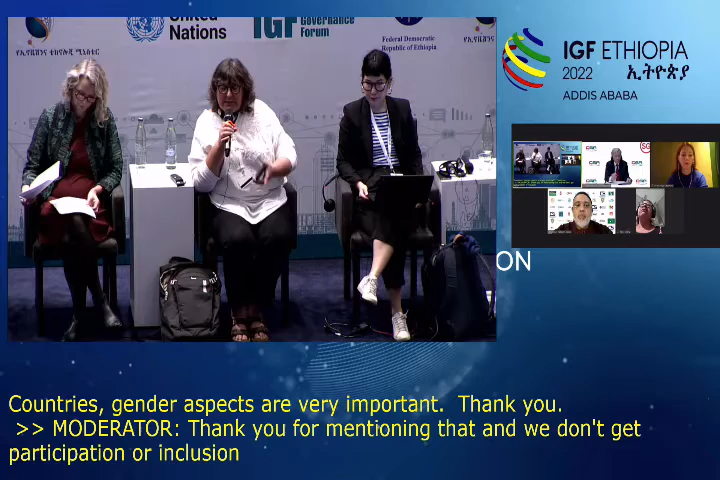 United
Nations
IGF Governance
Forum
Federal Democratic
Republic of Ethiopia
IGF ETHIOPIA
2022 ኢትዮጵያ
ADDIS ABABA
ON
Countries, gender aspects are very important.  Thank you.
>> MODERATOR: Thank you for mentioning that and we don't get
participation or inclusion